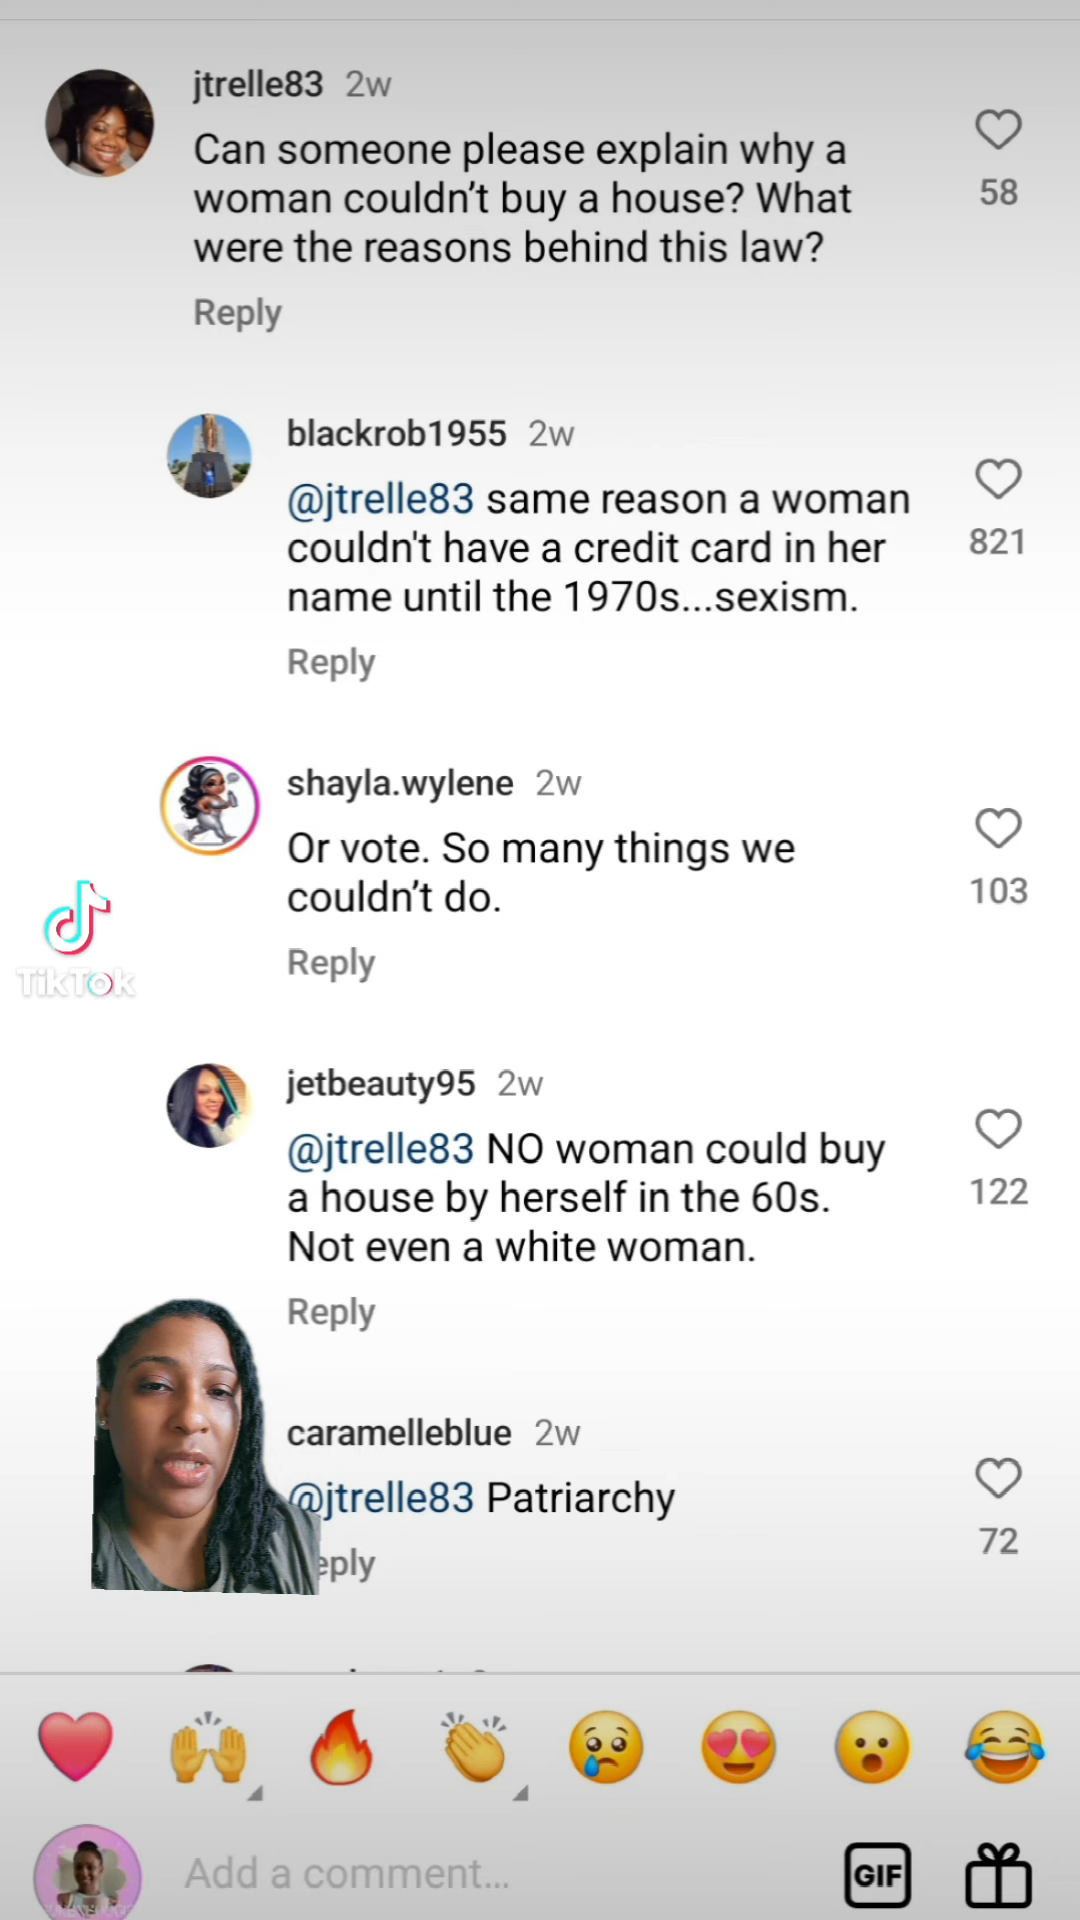 jtrelle83 2w
Can someone please explain why a
woman couldn't buy a house? What
were the reasons behind this law?
58
Reply
blackrob1955 2w
@jtrelle83 same reason a woman
couldn't have a credit card in her
name until the 1970s...sexism.
821
Reply
shayla.wylene 2w
Or vote. So many things we
couldn't do.
103
Reply
TikTok
jetbeauty95 2w
@jtrelle83 NO woman could buy
a house by herself in the 60s.
Not even a white woman.
122
Reply
caramelleblue 2w
@jtrelle83 Patriarchy
72
eply
Add a comment...
GIF